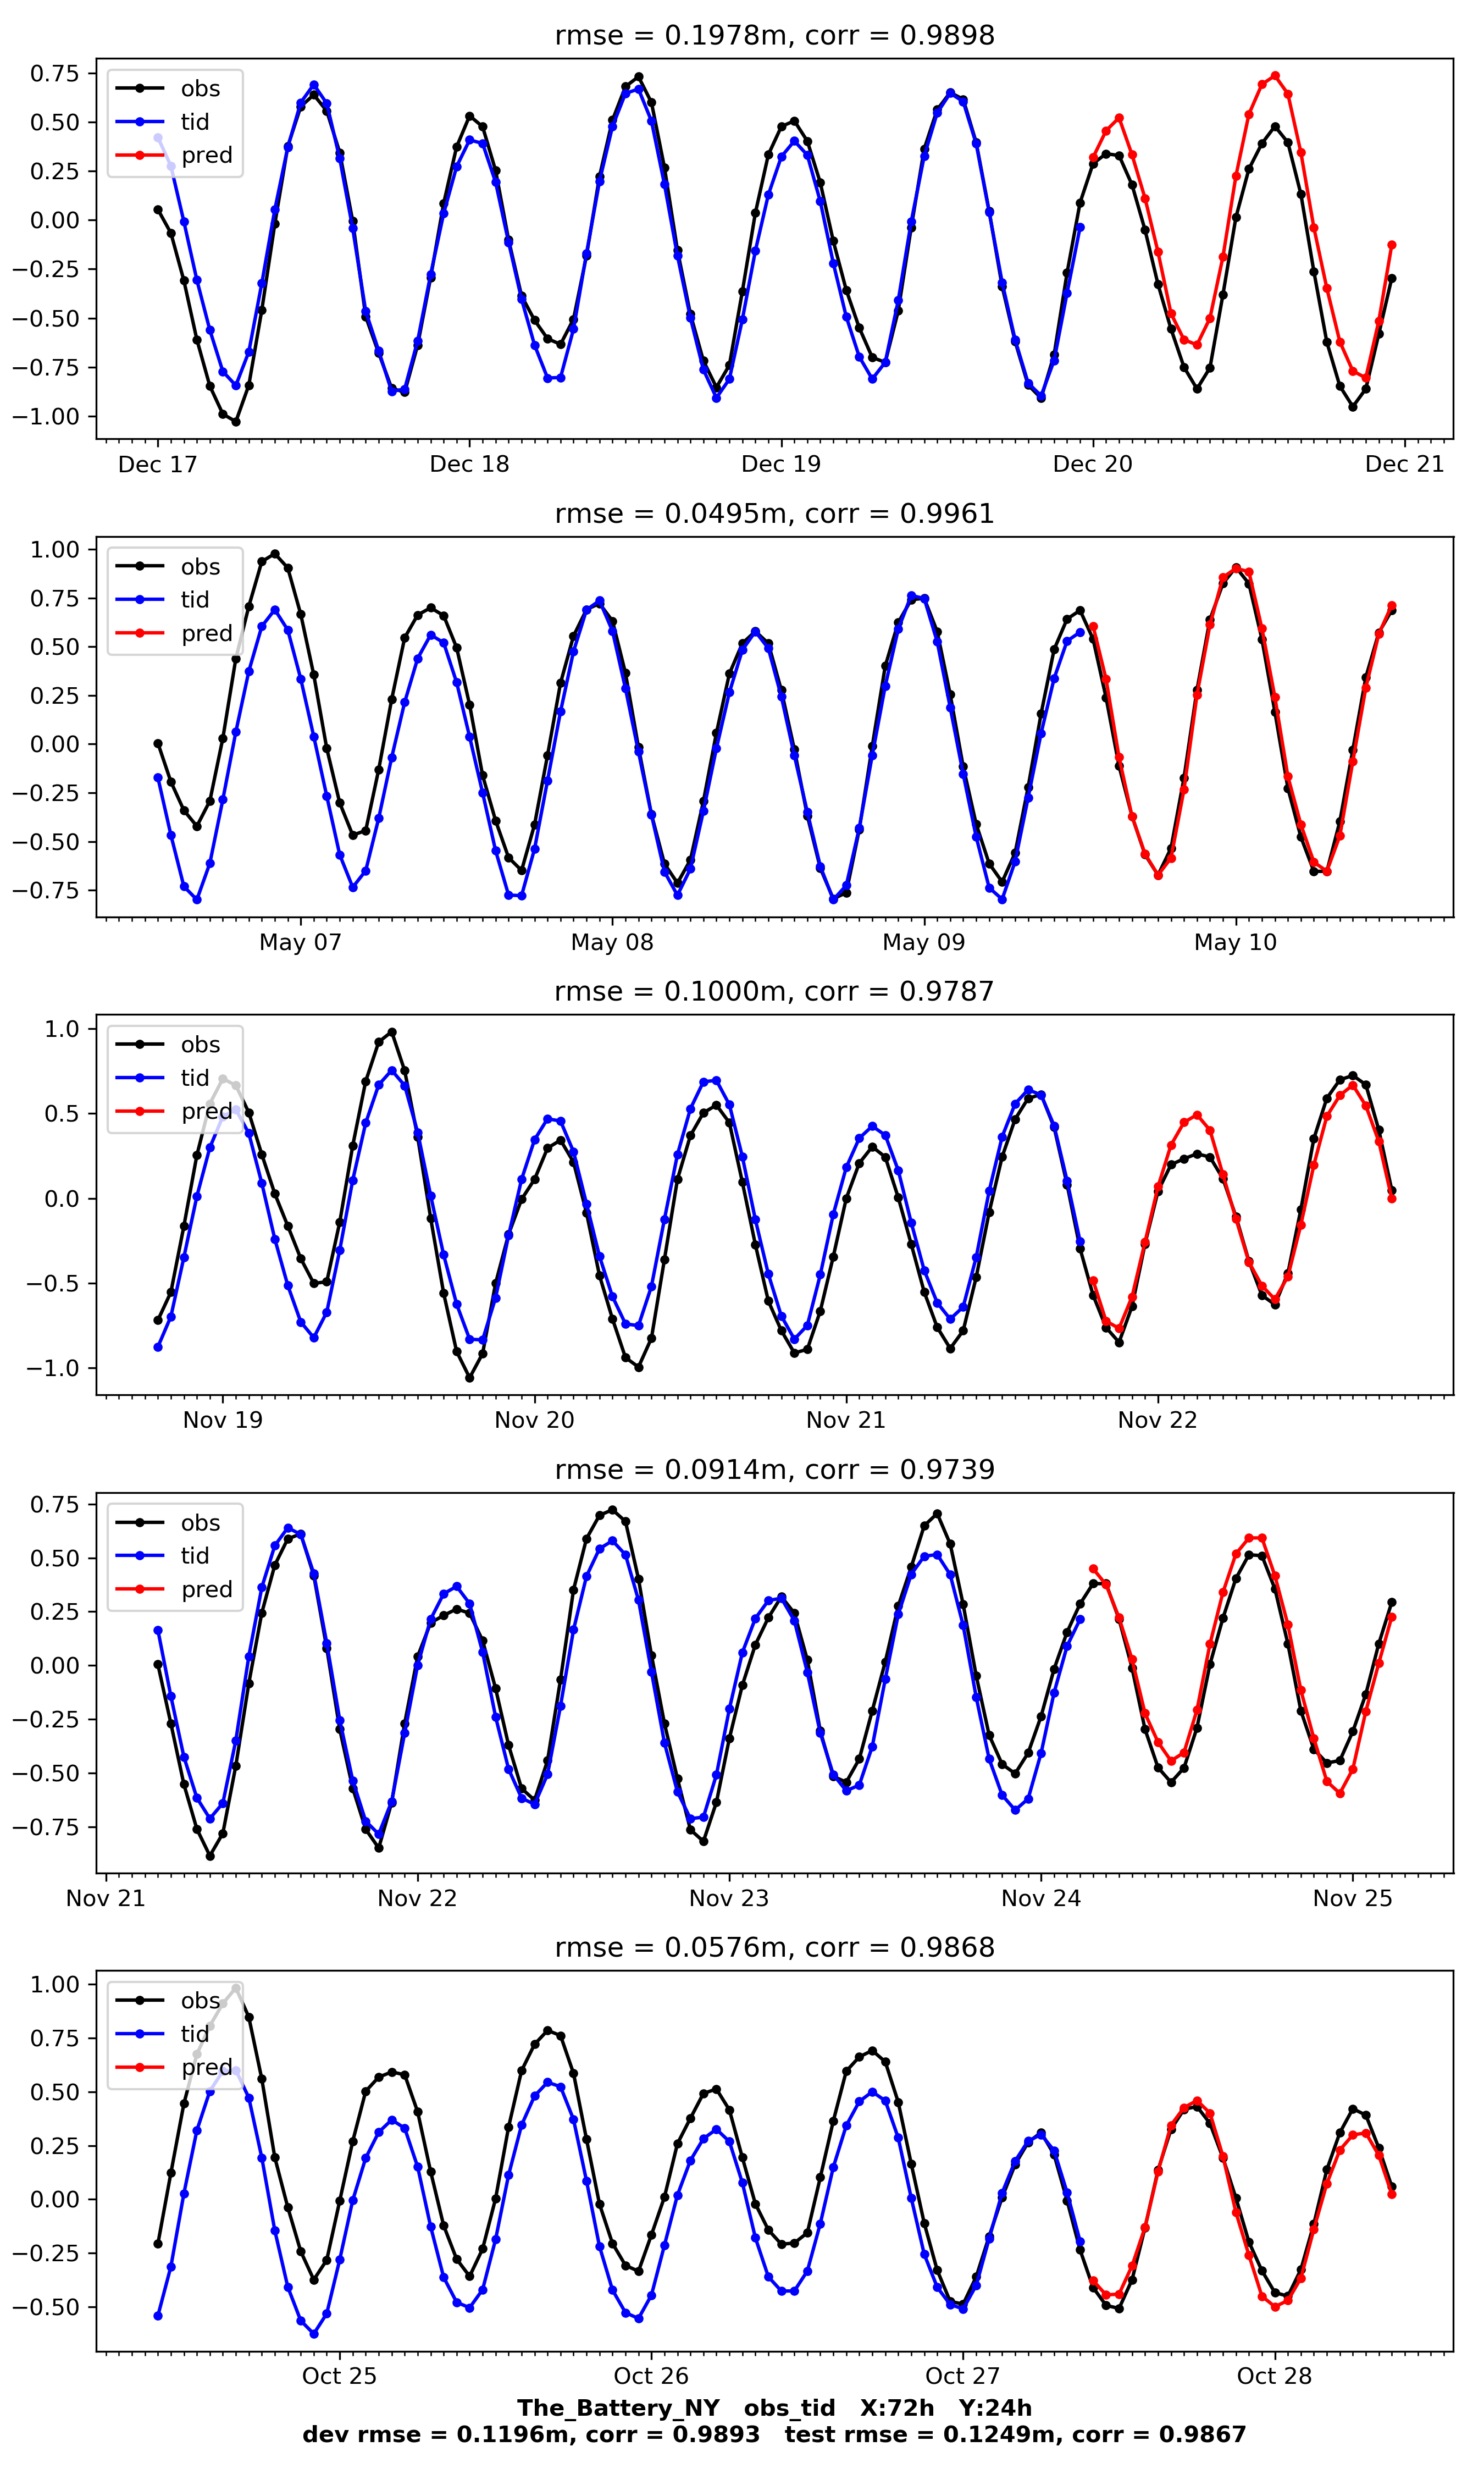 rmse = 0.1978m, corr = 0.9898
0.75
0.50
0.25
0.00
−0.25
−0.50
−0.75
−1.00
obs
tid
pred
Dec 17 Dec 18 Dec 19 Dec 20 Dec 21
rmse = 0.0495m, corr = 0.9961
1.00
0.75
0.50
0.25
0.00
−0.25
−0.50
−0.75
obs
tid
pred
May 07 May 08 May 09 May 10
rmse = 0.1000m, corr = 0.9787
1.0
0.5
0.0
−0.5
−1.0
obs
tid
pred
Nov 19 Nov 20 Nov 21 Nov 22
rmse = 0.0914m, corr = 0.9739
0.75
0.50
0.25
0.00
−0.25
−0.50
−0.75
obs
tid
pred
Nov 21 Nov 22 Nov 23 Nov 24 Nov 25
rmse = 0.0576m, corr = 0.9868
1.00
0.75
0.50
0.25
0.00
−0.25
−0.50
obs
tid
pred
Oct 25 Oct 26 Oct 27 Oct 28
The_Battery_NY obs_tid X:72h Y:24h
dev rmse = 0.1196m, corr = 0.9893 test rmse = 0.1249m, corr = 0.9867